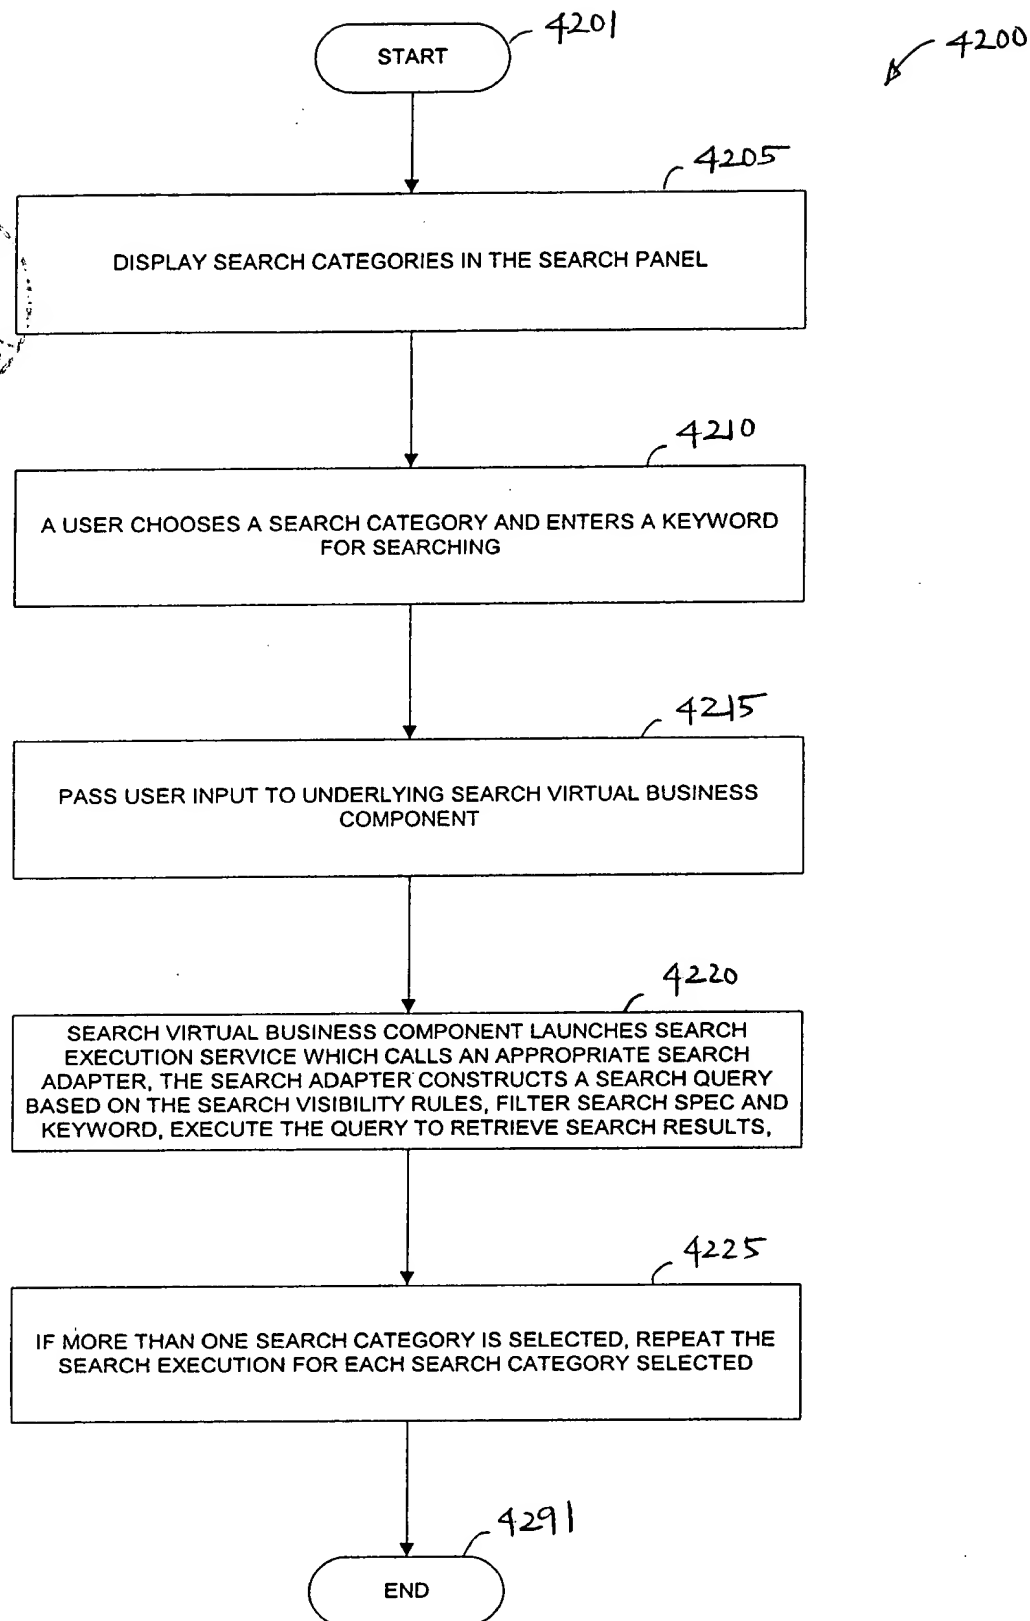 4201
START
4200
4205
DISPLAY SEARCH CATEGORIES IN THE SEARCH PANEL
4210
A USER CHOOSES A SEARCH CATEGORY AND ENTERS A KEYWORD
FOR SEARCHING
4215
PASS USER INPUT TO UNDERLYING SEARCH VIRTUAL BUSINESS
COMPONENT
4220
SEARCH VIRTUAL BUSINESS COMPONENT LAUNCHES SEARCH
EXECUTION SERVICE WHICH CALLS AN APPROPRIATE SEARCH
ADAPTER, THE SEARCH ADAPTER CONSTRUCTS A SEARCH QUERY
BASED ON THE SEARCH VISIBILITY RULES, FILTER SEARCH SPEC AND
KEYWORD, EXECUTE THE QUERY TO RETRIEVE SEARCH RESULTS,
4225
IF MORE THAN ONE SEARCH CATEGORY IS SELECTED, REPEAT THE
SEARCH EXECUTION FOR EACH SEARCH CATEGORY SELECTED
4291
END